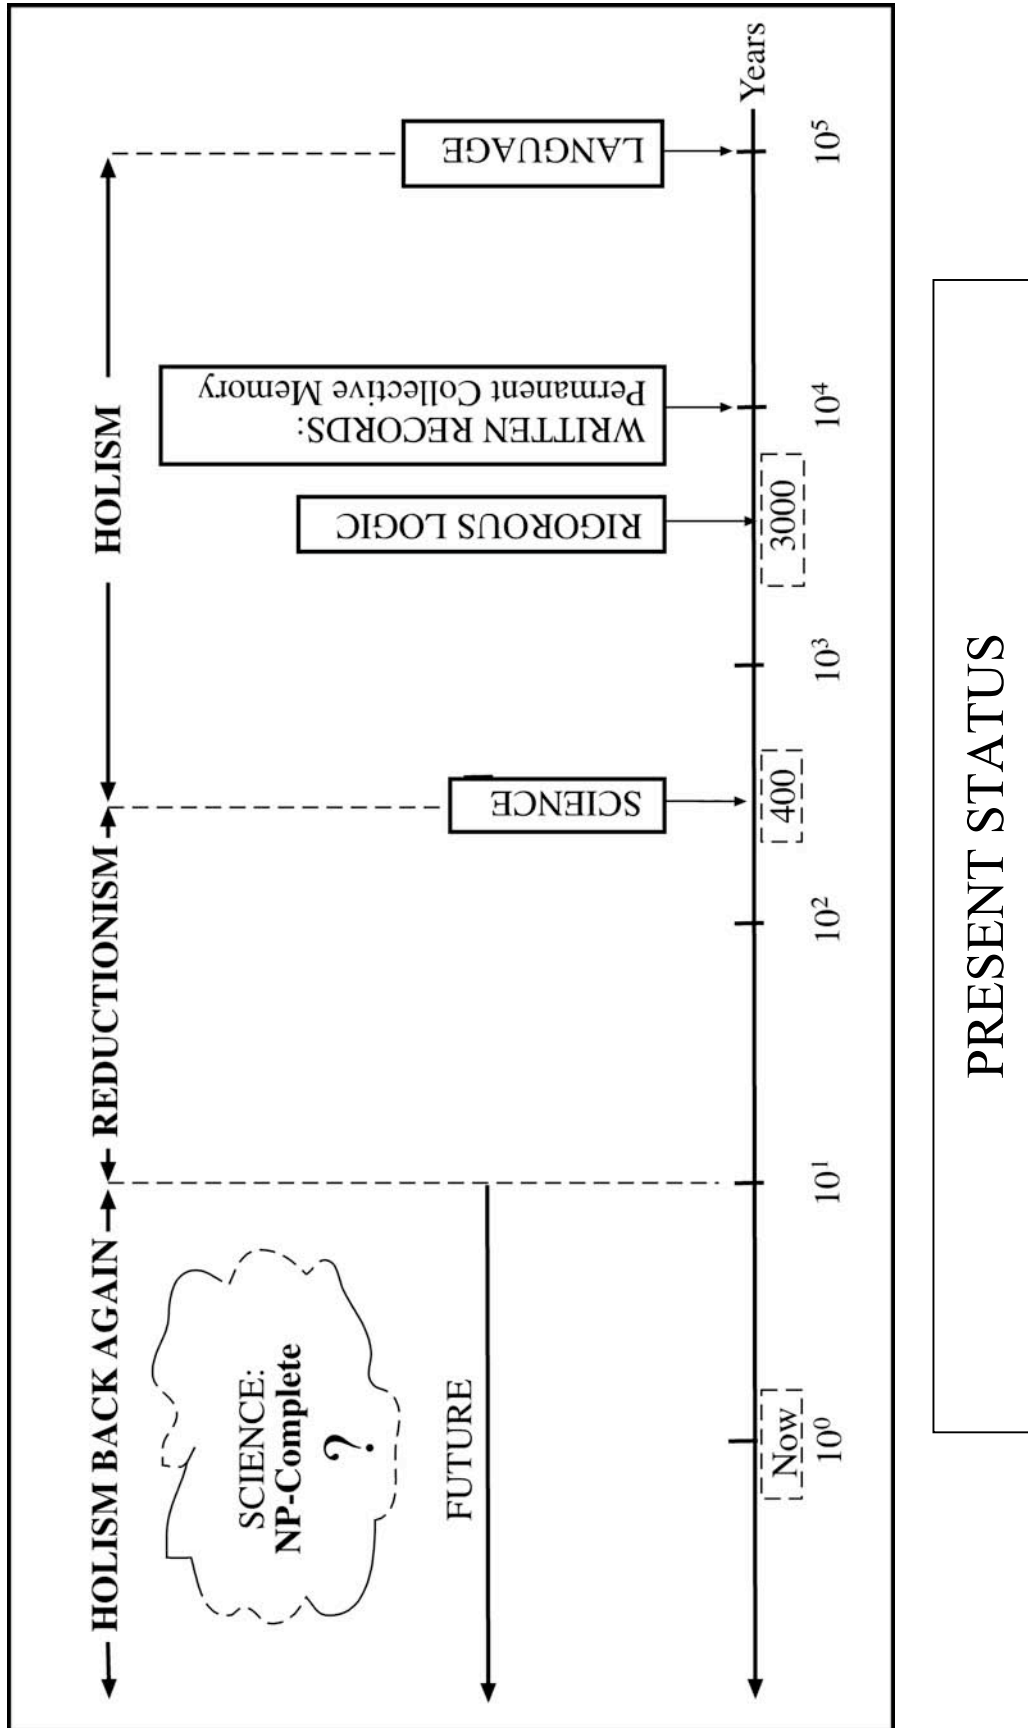 HOLISM BACK AGAIN
REDUCTIONISM
HOLISM
SCIENCE:
NP-Complete
?
FUTURE
SCIENCE
RIGOROUS LOGIC
WRITTEN RECORDS:
Permanent Collective Memory
LANGUAGE
Now
400
3000
10⁰
10¹
10²
10³
10⁴
10⁵
Years
PRESENT STATUS